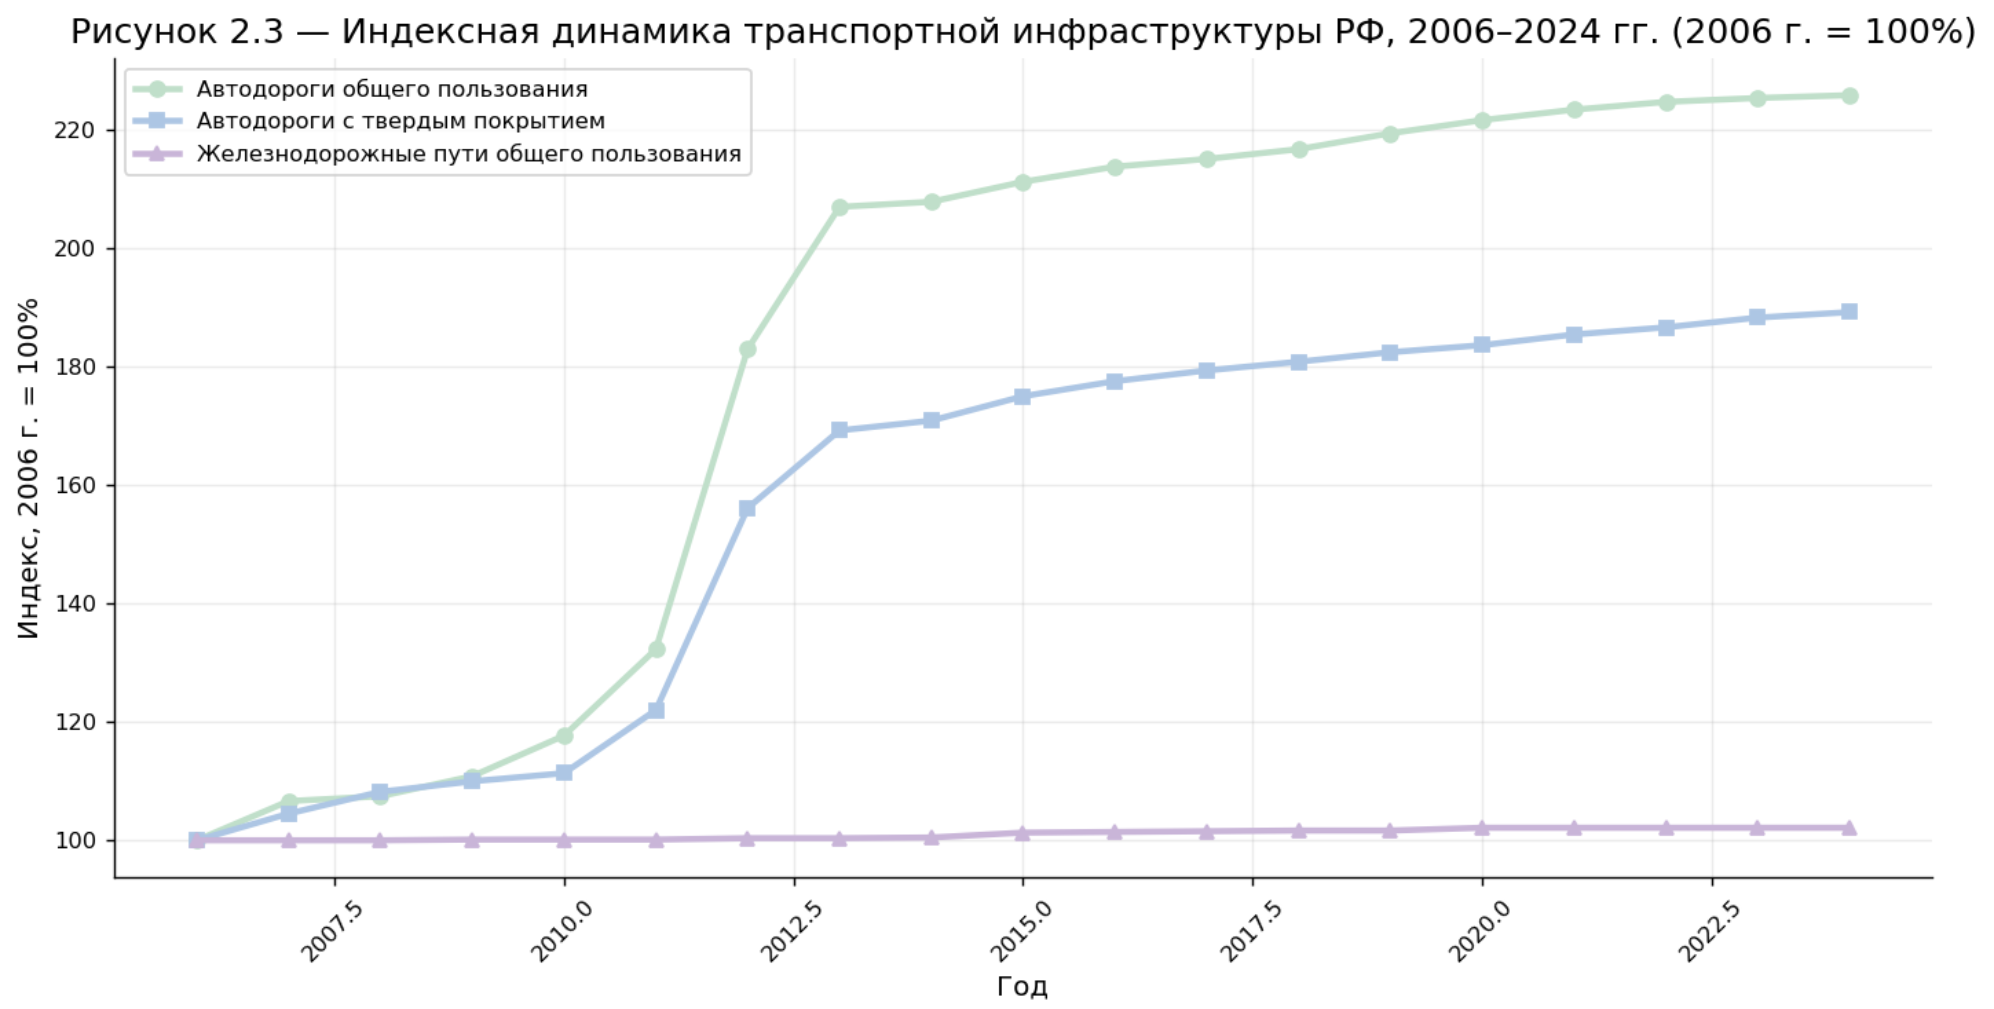 Рисунок 2.3 — Индексная динамика транспортной инфраструктуры РФ, 2006–2024 гг. (2006 г. = 100%)
Автодороги общего пользования
Автодороги с твердым покрытием
Железнодорожные пути общего пользования
Индекс, 2006 г. = 100%
220
200
180
160
140
120
100
2007.5
2010.0
2012.5
2015.0
2017.5
2020.0
2022.5
Год